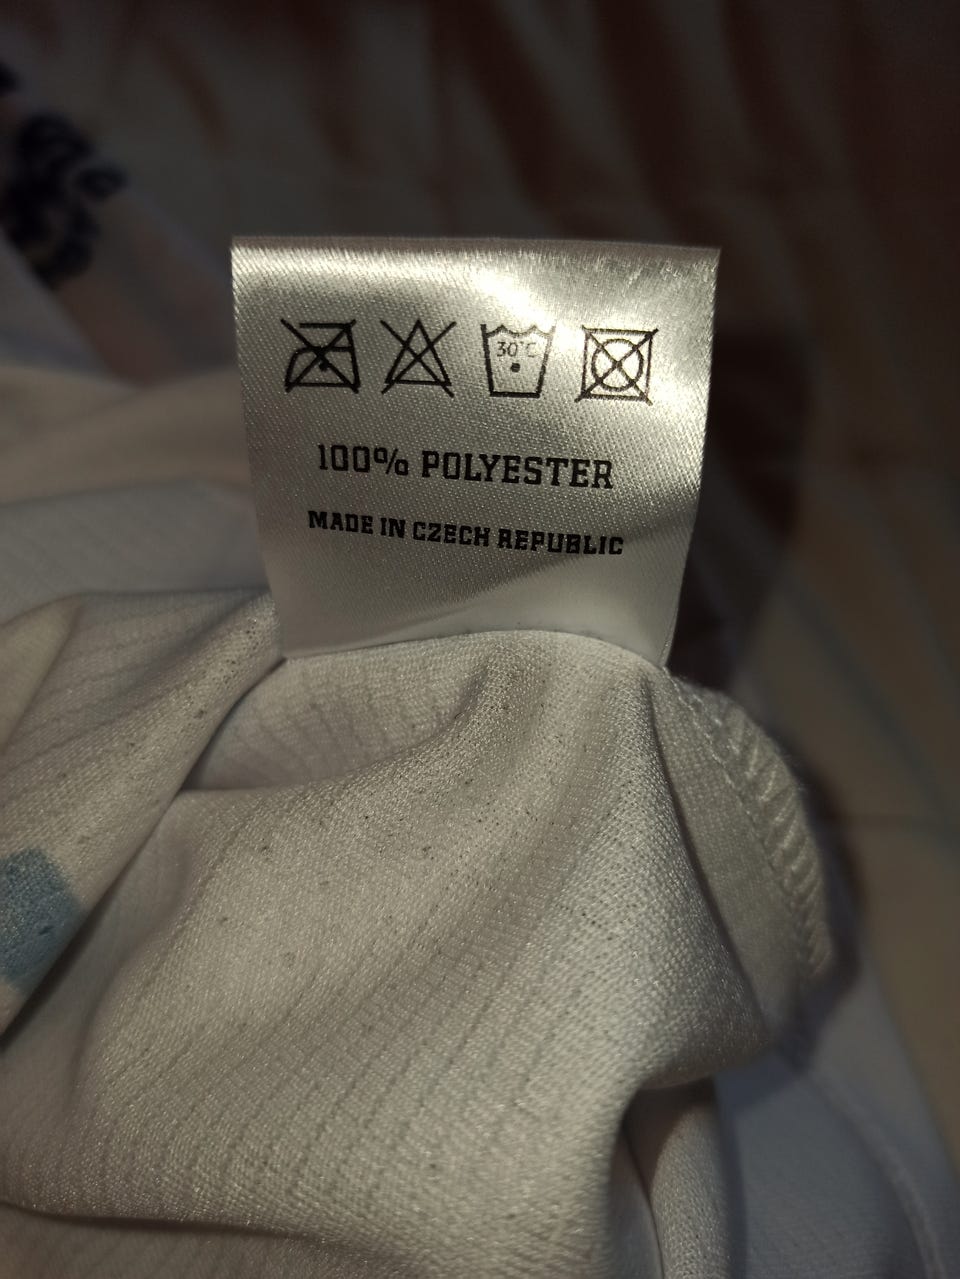 30°C
100% POLYESTER
MADE IN CZECH REPUBLIC